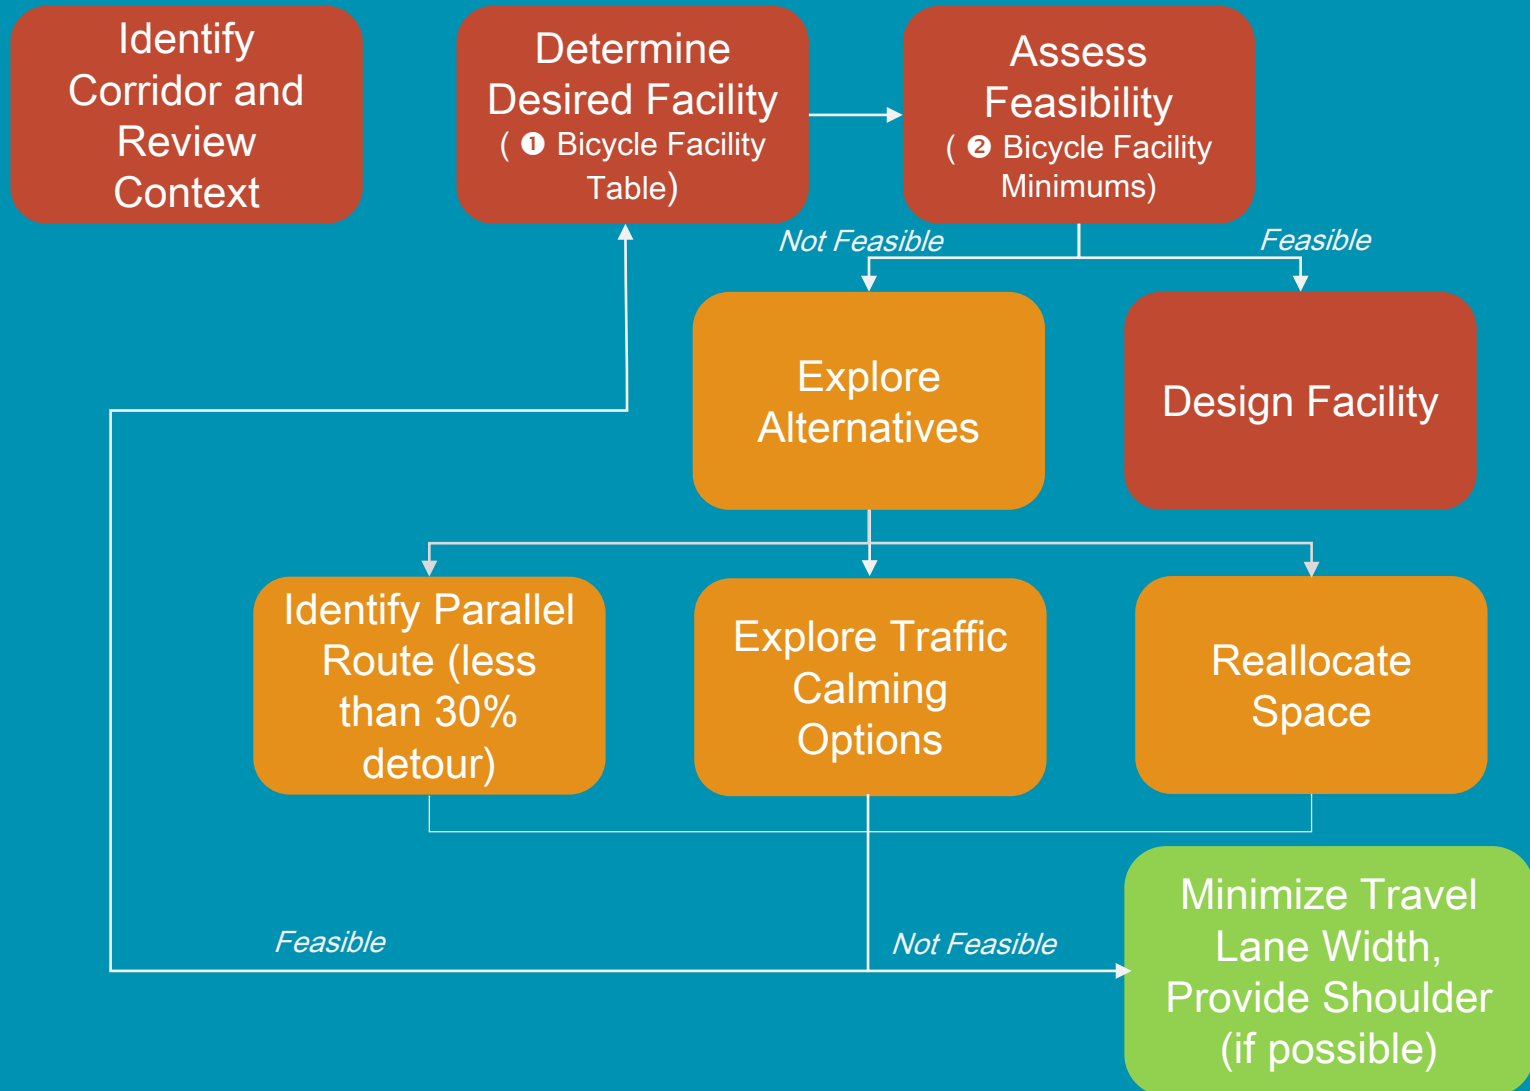 Identify
Corridor and
Review
Context
Determine
Desired Facility
( ❶ Bicycle Facility
Table)
Assess
Feasibility
( ❷ Bicycle Facility
Minimums)
Not Feasible
Feasible
Explore
Alternatives
Design Facility
Identify Parallel
Route (less
than 30%
detour)
Explore Traffic
Calming
Options
Reallocate
Space
Feasible
Not Feasible
Minimize Travel
Lane Width,
Provide Shoulder
(if possible)